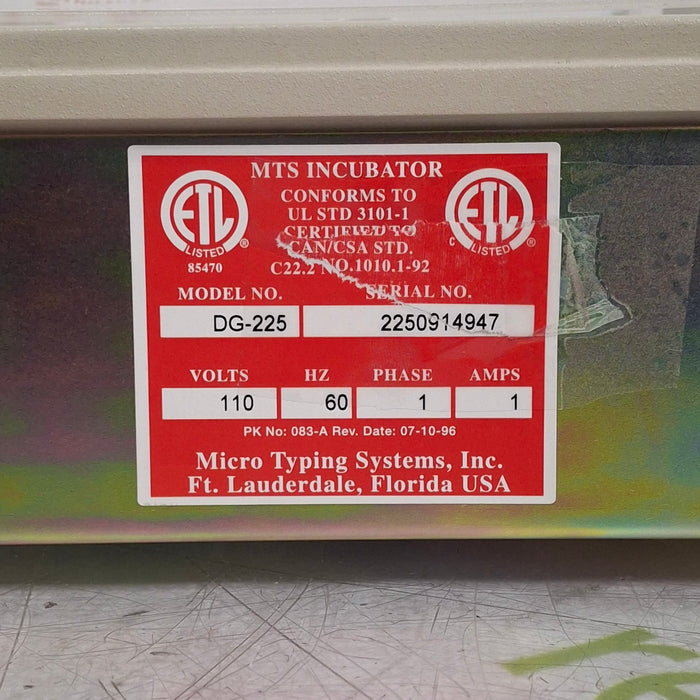 MTS INCUBATOR
ETL
LISTED
®
85470
CONFORMS TO
UL STD 3101-1
CERTIFIED TO
CAN/CSA STD.
C22.2 NO.1010.1-92
ETL
C LISTED ®
MODEL NO. SERIAL NO.
DG-225 2250914947
VOLTS HZ PHASE AMPS
110 60 1 1
PK No: 083-A Rev. Date: 07-10-96
Micro Typing Systems, Inc.
Ft. Lauderdale, Florida USA